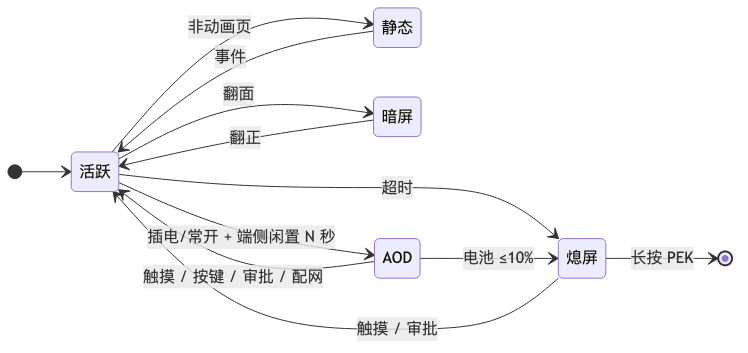 非动画页
静态
事件
翻面
暗屏
翻正
活跃
超时
插电/常开 + 端侧闲置 N 秒
AOD
电池 ≤10%
熄屏
长按 PEK
触摸 / 按键 / 审批 / 配网
触摸 / 审批